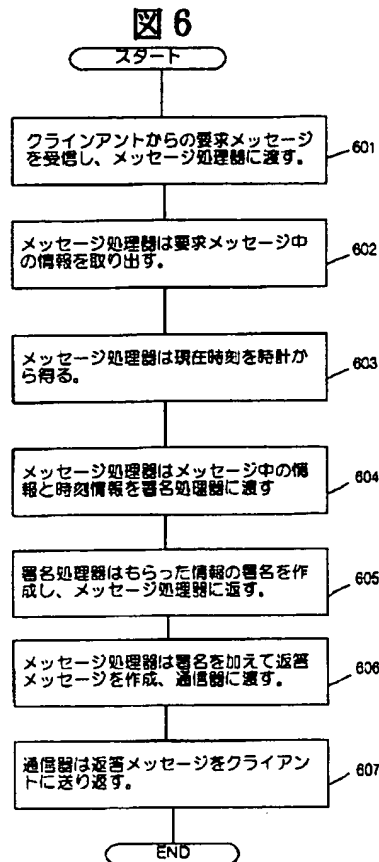 図 6
スタート
クラインアントからの要求メッセージ
を受信し、メッセージ処理器に渡す。
601
メッセージ処理器は要求メッセージ中
の情報を取り出す。
602
メッセージ処理器は現在時刻を時計か
ら得る。
603
メッセージ処理器はメッセージ中の情
報と時刻情報を署名処理器に渡す
604
署名処理器はもらった情報の署名を作
成し、メッセージ処理器に返す。
605
メッセージ処理器は署名を加えて返答
メッセージを作成、通信器に渡す。
606
通信器は返答メッセージをクライアン
トに送り返す。
607
END